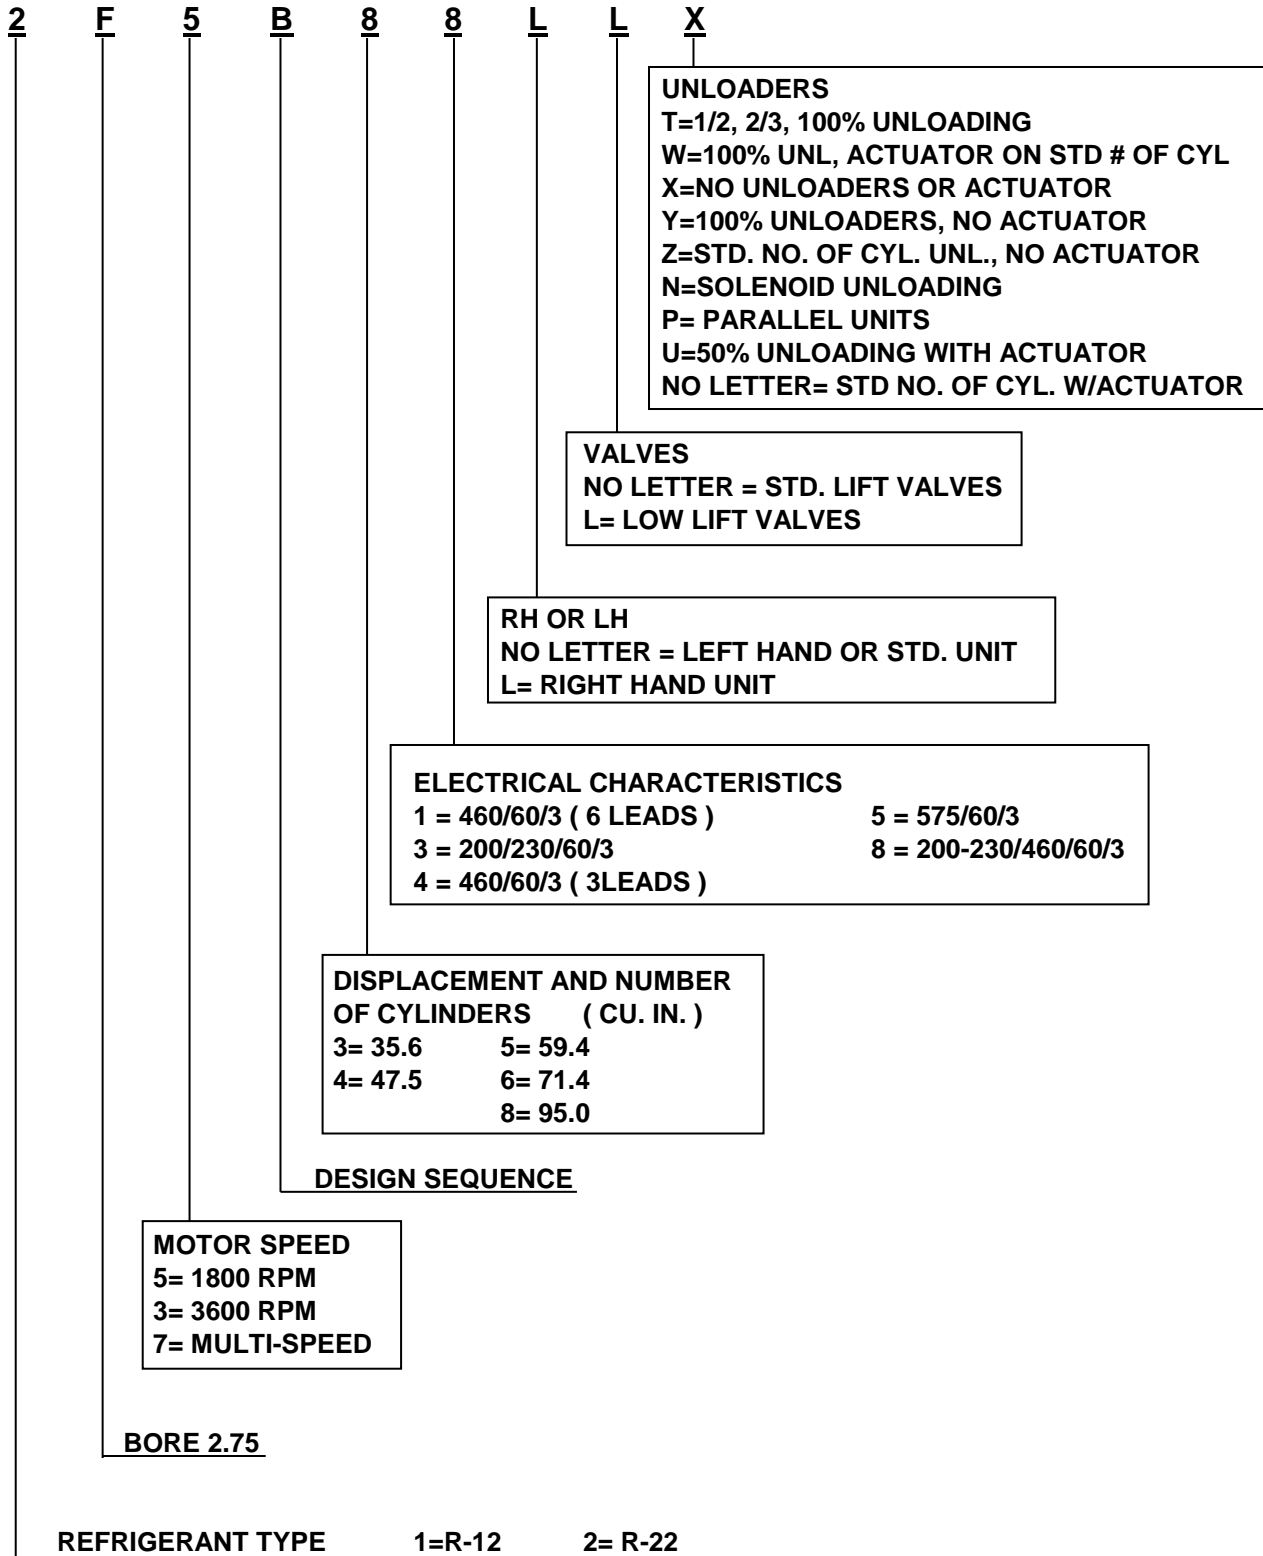 2 F 5 B 8 8 L L X
UNLOADERS
T=1/2, 2/3, 100% UNLOADING
W=100% UNL, ACTUATOR ON STD # OF CYL
X=NO UNLOADERS OR ACTUATOR
Y=100% UNLOADERS, NO ACTUATOR
Z=STD. NO. OF CYL. UNL., NO ACTUATOR
N=SOLENOID UNLOADING
P= PARALLEL UNITS
U=50% UNLOADING WITH ACTUATOR
NO LETTER= STD NO. OF CYL. W/ACTUATOR
VALVES
NO LETTER = STD. LIFT VALVES
L= LOW LIFT VALVES
RH OR LH
NO LETTER = LEFT HAND OR STD. UNIT
L= RIGHT HAND UNIT
ELECTRICAL CHARACTERISTICS
1 = 460/60/3 ( 6 LEADS ) 5 = 575/60/3
3 = 200/230/60/3 8 = 200-230/460/60/3
4 = 460/60/3 ( 3LEADS )
DISPLACEMENT AND NUMBER
OF CYLINDERS ( CU. IN. )
3= 35.6 5= 59.4
4= 47.5 6= 71.4
8= 95.0
DESIGN SEQUENCE
MOTOR SPEED
5= 1800 RPM
3= 3600 RPM
7= MULTI-SPEED
BORE 2.75
REFRIGERANT TYPE 1=R-12 2= R-22